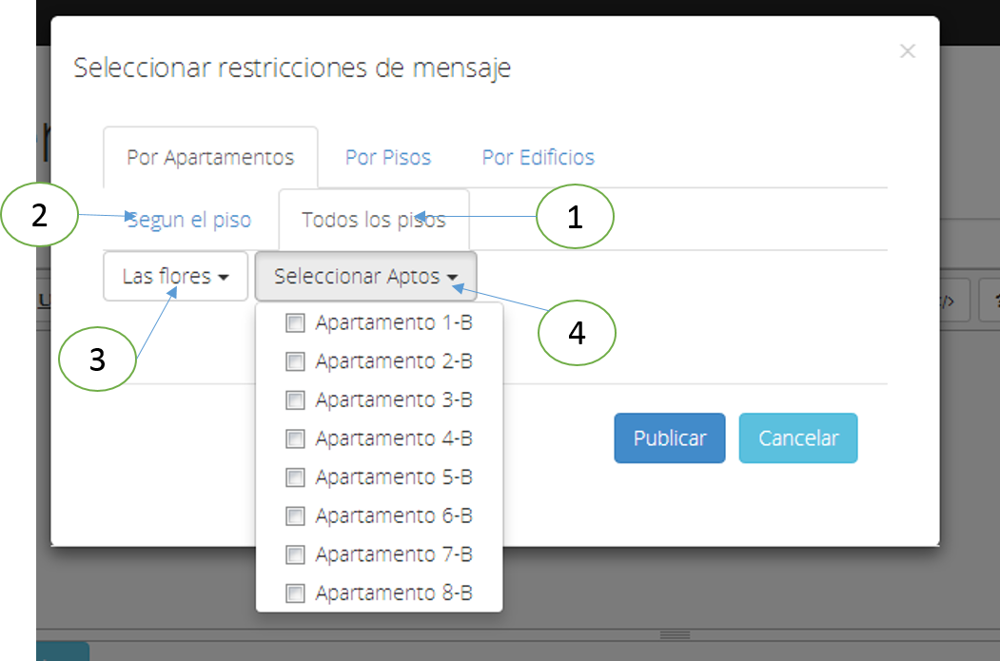 Seleccionar restricciones de mensaje
×
Por Apartamentos Por Pisos Por Edificios
2 Segun el piso Todos los pisos 1
Las flores Seleccionar Aptos
</> ?
3 4
Apartamento 1-B
Apartamento 2-B
Apartamento 3-B
Apartamento 4-B
Apartamento 5-B
Apartamento 6-B
Apartamento 7-B
Apartamento 8-B
Publicar Cancelar